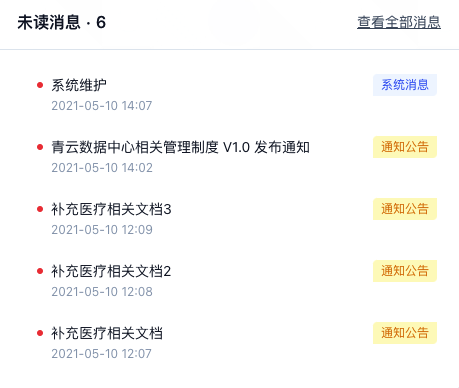 未读消息 · 6
查看全部消息
系统维护
系统消息
2021-05-10 14:07
青云数据中心相关管理制度 V1.0 发布通知
通知公告
2021-05-10 14:02
补充医疗相关文档3
通知公告
2021-05-10 12:09
补充医疗相关文档2
通知公告
2021-05-10 12:08
补充医疗相关文档
通知公告
2021-05-10 12:07